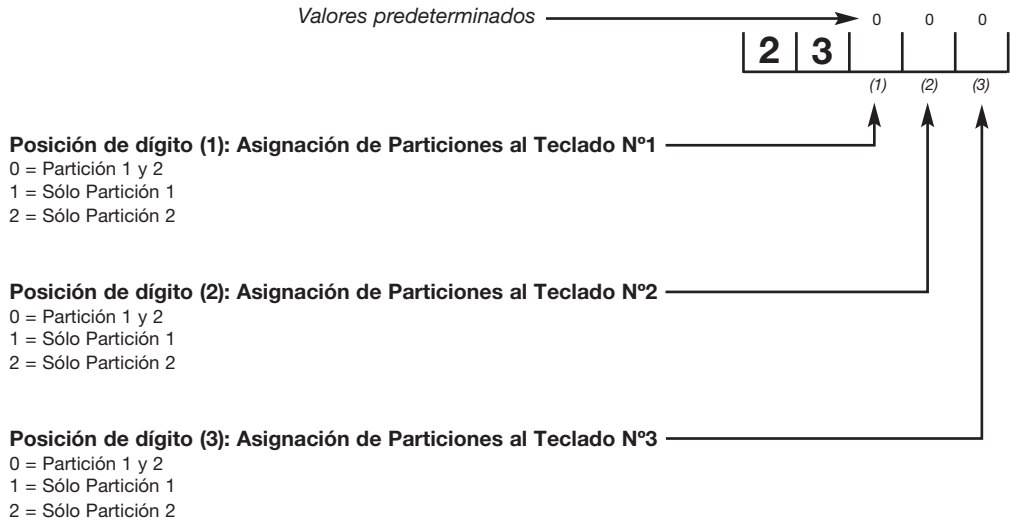 Valores predeterminados 0 0 0
2 3
(1) (2) (3)
Posición de dígito (1): Asignación de Particiones al Teclado Nº1
0 = Partición 1 y 2
1 = Sólo Partición 1
2 = Sólo Partición 2
Posición de dígito (2): Asignación de Particiones al Teclado Nº2
0 = Partición 1 y 2
1 = Sólo Partición 1
2 = Sólo Partición 2
Posición de dígito (3): Asignación de Particiones al Teclado Nº3
0 = Partición 1 y 2
1 = Sólo Partición 1
2 = Sólo Partición 2